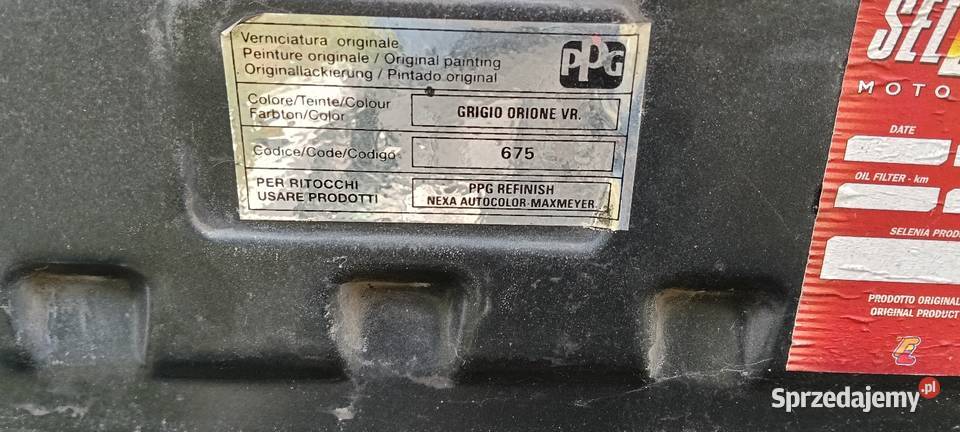 Verniciatura originale
Peinture originale / Original painting
Originallackierung / Pintado original
PPG
Colore/Teinte/Colour
Farbton/Color
GRIGIO ORIONE VR.
Codice/Code/Codigo
675
PER RITOCCHI
USARE PRODOTTI
PPG REFINISH
NEXA AUTOCOLOR-MAXMEYER
SEL
MOTO
DATE
OIL FILTER - km
SELENIA PROD
PRODOTTO ORIGINAL
ORIGINAL PRODUCT
Sprzedajemy.pl